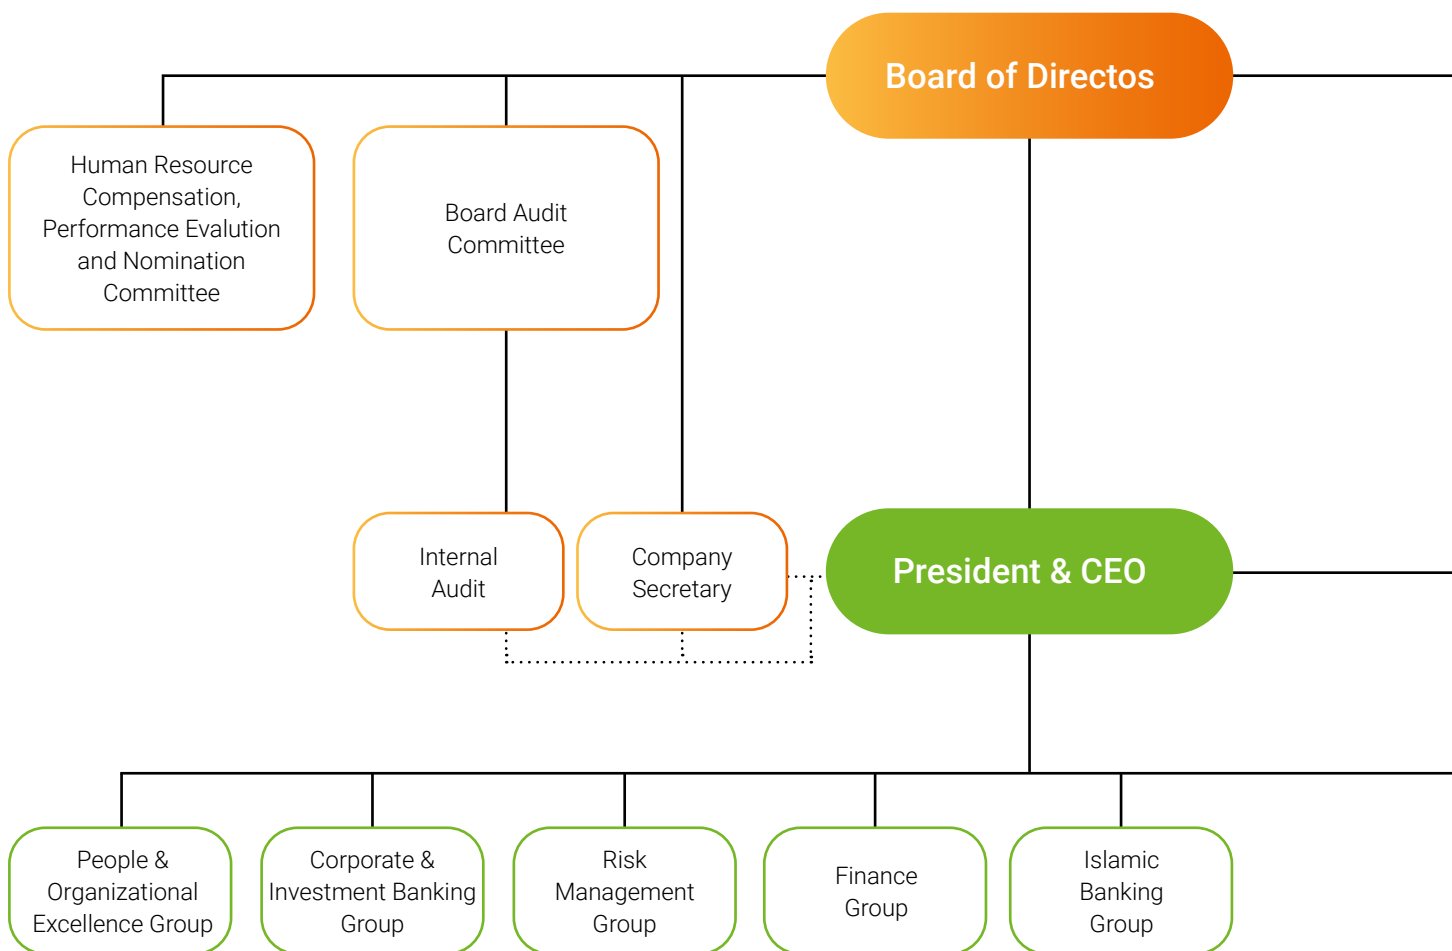 Board of Directos
Human Resource
Compensation,
Performance Evalution
and Nomination
Committee
Board Audit
Committee
Internal
Audit
Company
Secretary
President & CEO
People &
Organizational
Excellence Group
Corporate &
Investment Banking
Group
Risk
Management
Group
Finance
Group
Islamic
Banking
Group